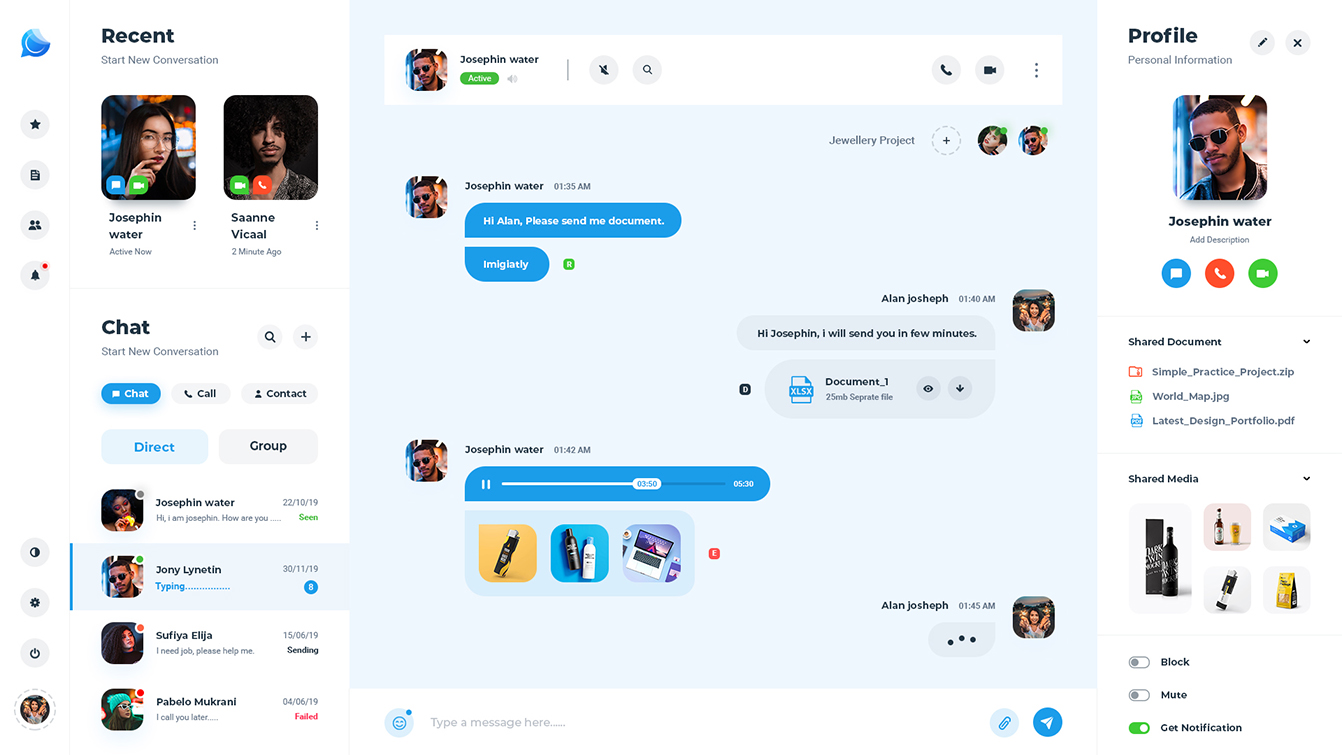 Recent
Start New Conversation
Josephin
water
Active Now
Saanne
Vicaal
2 Minute Ago
Chat
Start New Conversation
Chat
Call
Contact
Direct
Group
Josephin water
22/10/19
Hi, i am josephin. How are you .....
Seen
Jony Lynetin
30/11/19
Typing................
8
Sufiya Elija
15/06/19
I need job, please help me.
Sending
Pabelo Mukrani
04/06/19
I call you later.....
Failed
Josephin water
Active
Jewellery Project
Josephin water 01:35 AM
Hi Alan, Please send me document.
Imigiatly
R
Alan josheph 01:40 AM
Hi Josephin, i will send you in few minutes.
D
XLSX
Document_1
25mb Seprate file
Josephin water 01:42 AM
03:50
05:30
E
Alan josheph 01:45 AM
Type a message here......
Profile
Personal Information
Josephin water
Add Description
Shared Document
Simple_Practice_Project.zip
World_Map.jpg
Latest_Design_Portfolio.pdf
Shared Media
Block
Mute
Get Notification